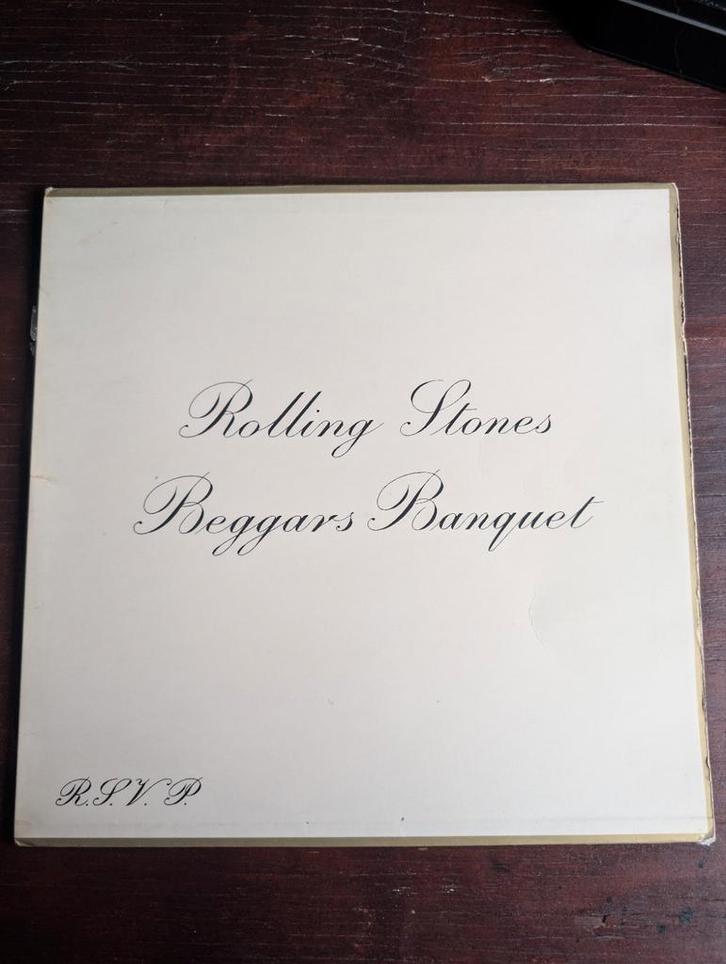 Rolling Stones
Beggars Banquet
R.S.V.P.